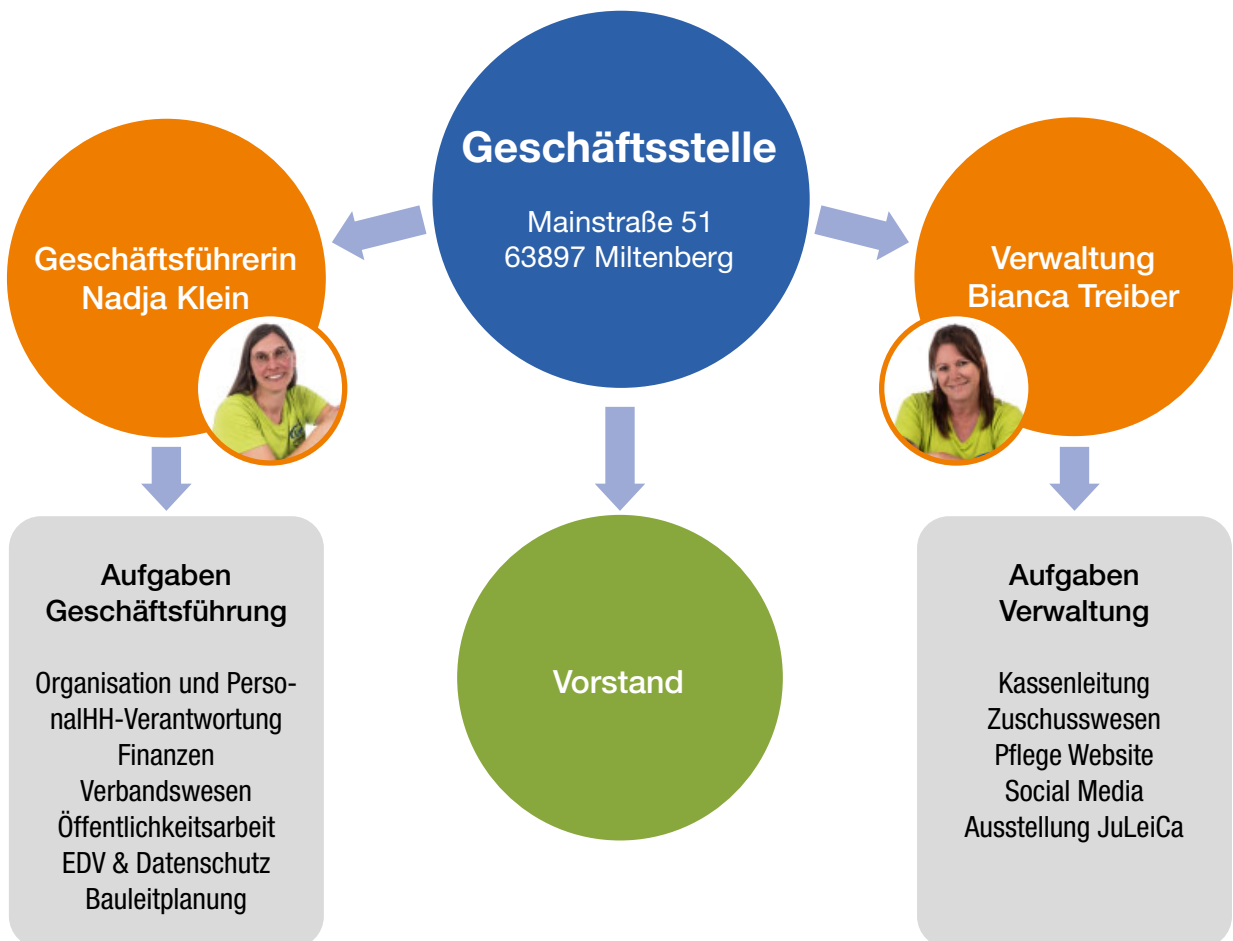 Geschäftsstelle
Mainstraße 51
63897 Miltenberg
Geschäftsführerin
Nadja Klein
Verwaltung
Bianca Treiber
Aufgaben
Geschäftsführung
Organisation und Perso-
nalHH-Verantwortung
Finanzen
Verbandswesen
Öffentlichkeitsarbeit
EDV & Datenschutz
Bauleitplanung
Vorstand
Aufgaben
Verwaltung
Kassenleitung
Zuschusswesen
Pflege Website
Social Media
Ausstellung JuLeiCa